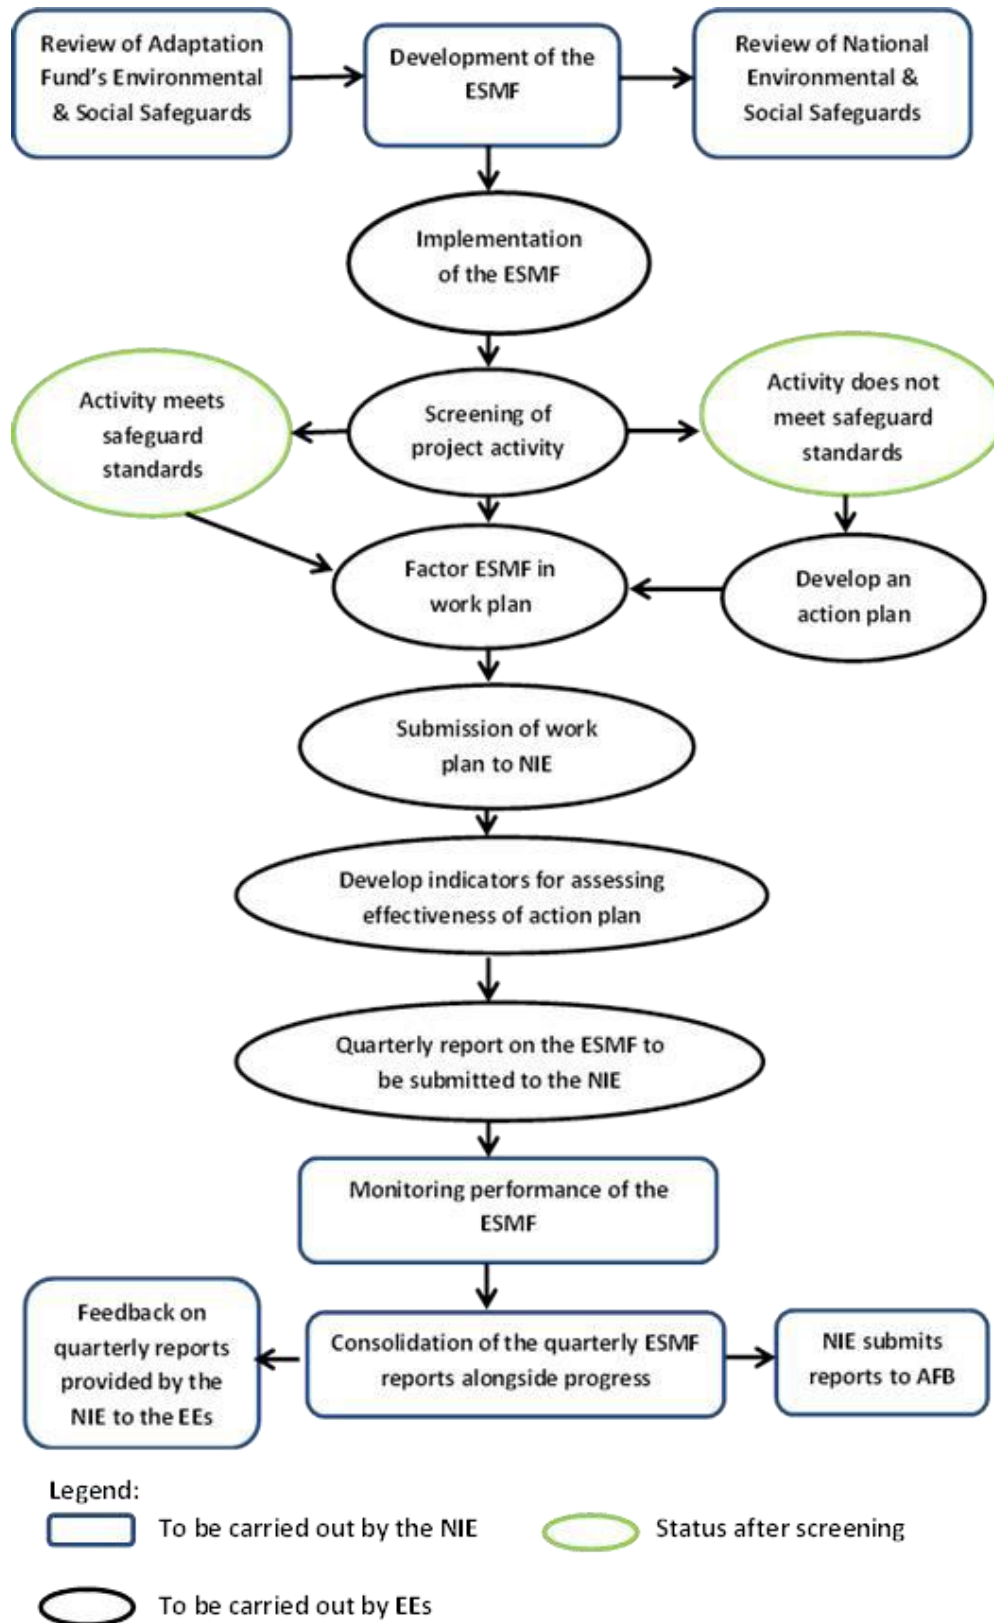 Review of Adaptation
Fund's Environmental
& Social Safeguards
Development of the
ESMF
Review of National
Environmental &
Social Safeguards
Implementation
of the ESMF
Activity meets
safeguard
standards
Screening of
project activity
Activity does not
meet safeguard
standards
Factor ESMF in
work plan
Develop an
action plan
Submission of work
plan to NIE
Develop indicators for assessing
effectiveness of action plan
Quarterly report on the ESMF to
be submitted to the NIE
Monitoring performance of the
ESMF
Feedback on
quarterly reports
provided by the
NIE to the EEs
Consolidation of the quarterly ESMF
reports alongside progress
NIE submits
reports to AFB
Legend:
To be carried out by the NIE
Status after screening
To be carried out by EEs